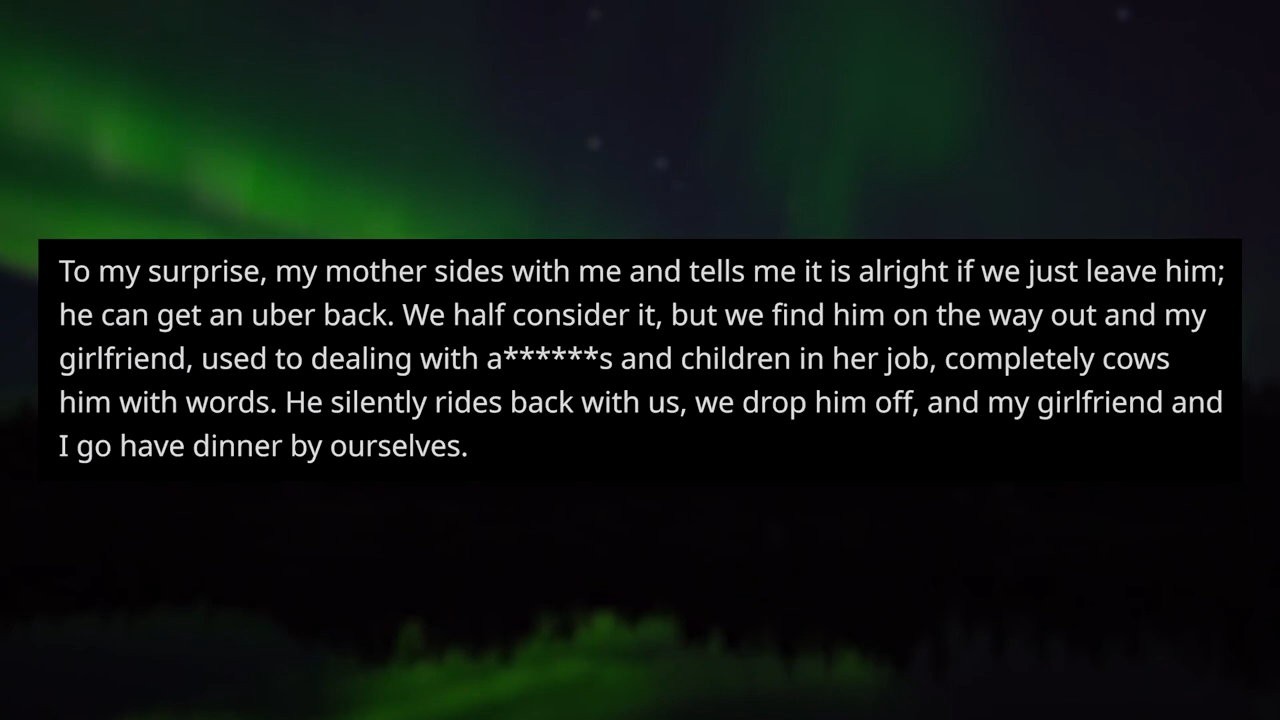 To my surprise, my mother sides with me and tells me it is alright if we just leave him;
he can get an uber back. We half consider it, but we find him on the way out and my
girlfriend, used to dealing with a******s and children in her job, completely cows
him with words. He silently rides back with us, we drop him off, and my girlfriend and
I go have dinner by ourselves.